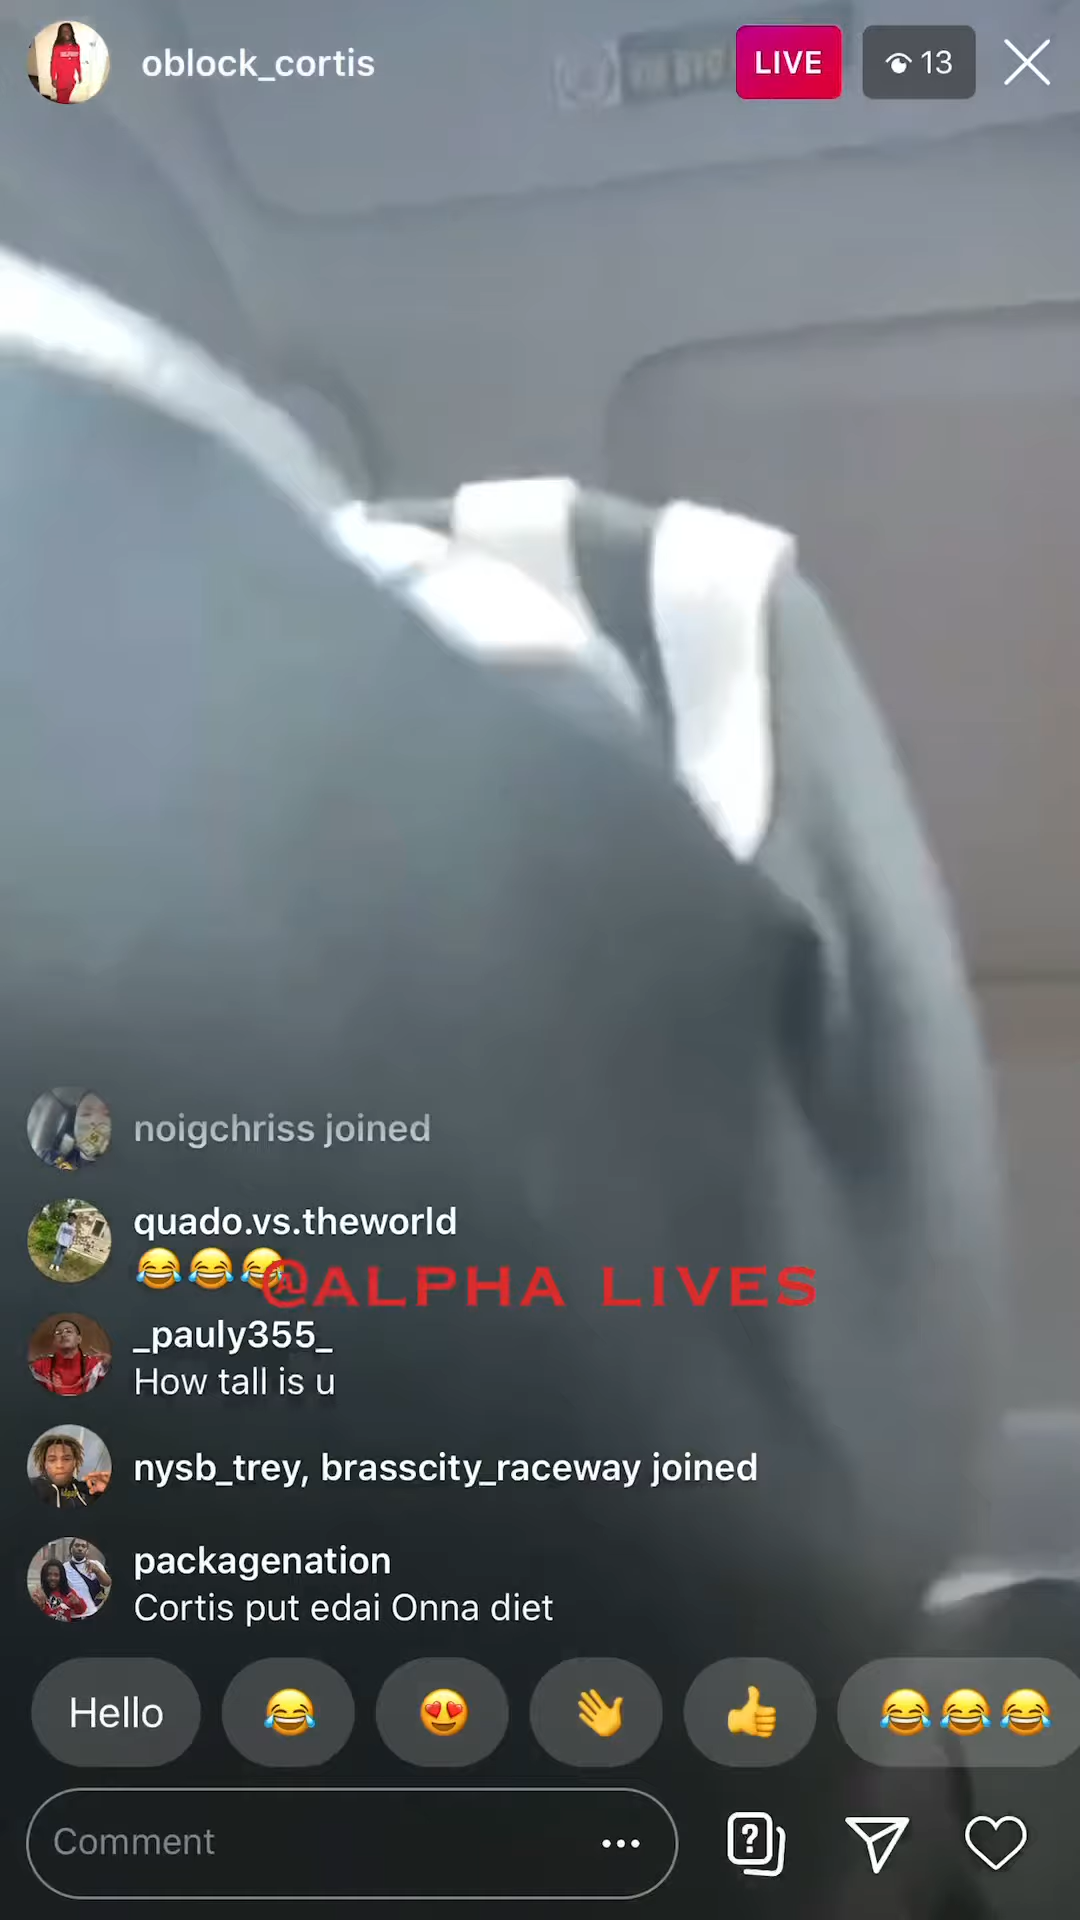 oblock_cortis
LIVE
13
noigchriss joined
quado.vs.theworld
😂😂😂
@ALPHA LIVES
_pauly355_
How tall is u
nysb_trey, brasscity_raceway joined
packagenation
Cortis put edai Onna diet
Hello
😂 😍 👋 👍 😂😂😂
Comment